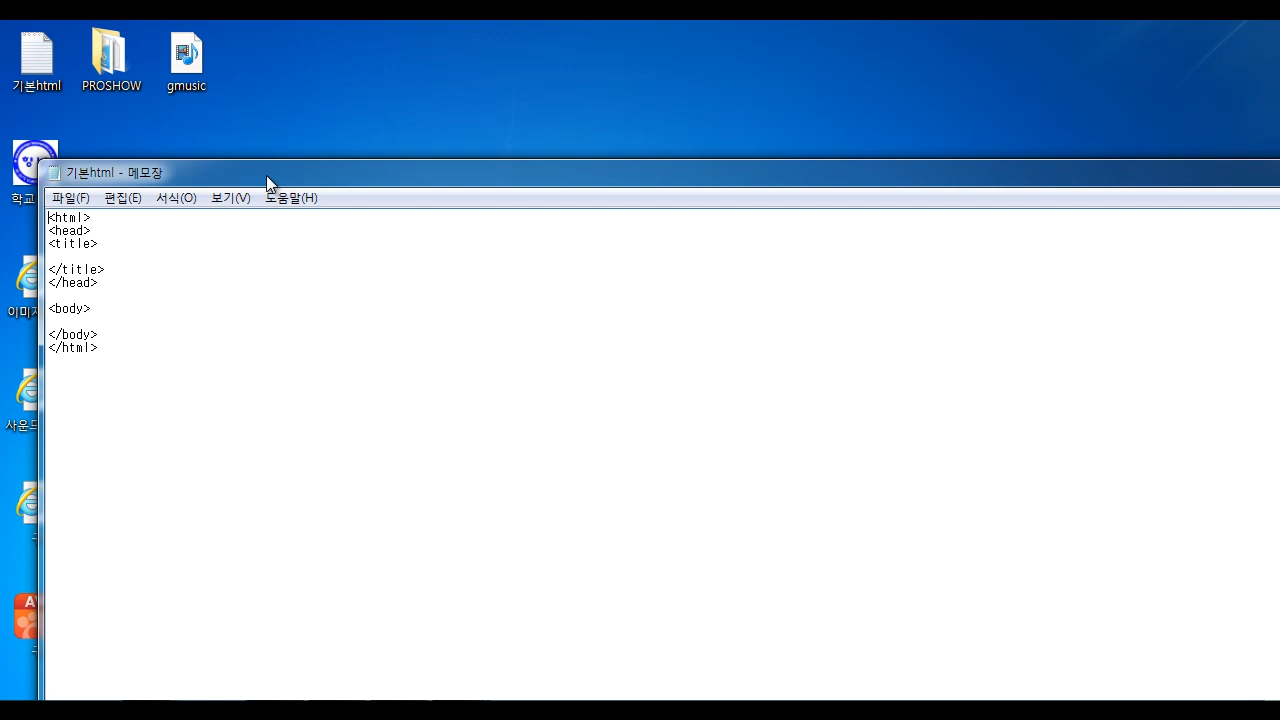 기본html
PROSHOW
gmusic
기본html - 메모장
학교
파일(F) 편집(E) 서식(O) 보기(V) 도움말(H)
<html>
<head>
<title>
</title>
</head>
이미지
<body>
</body>
</html>
사운드